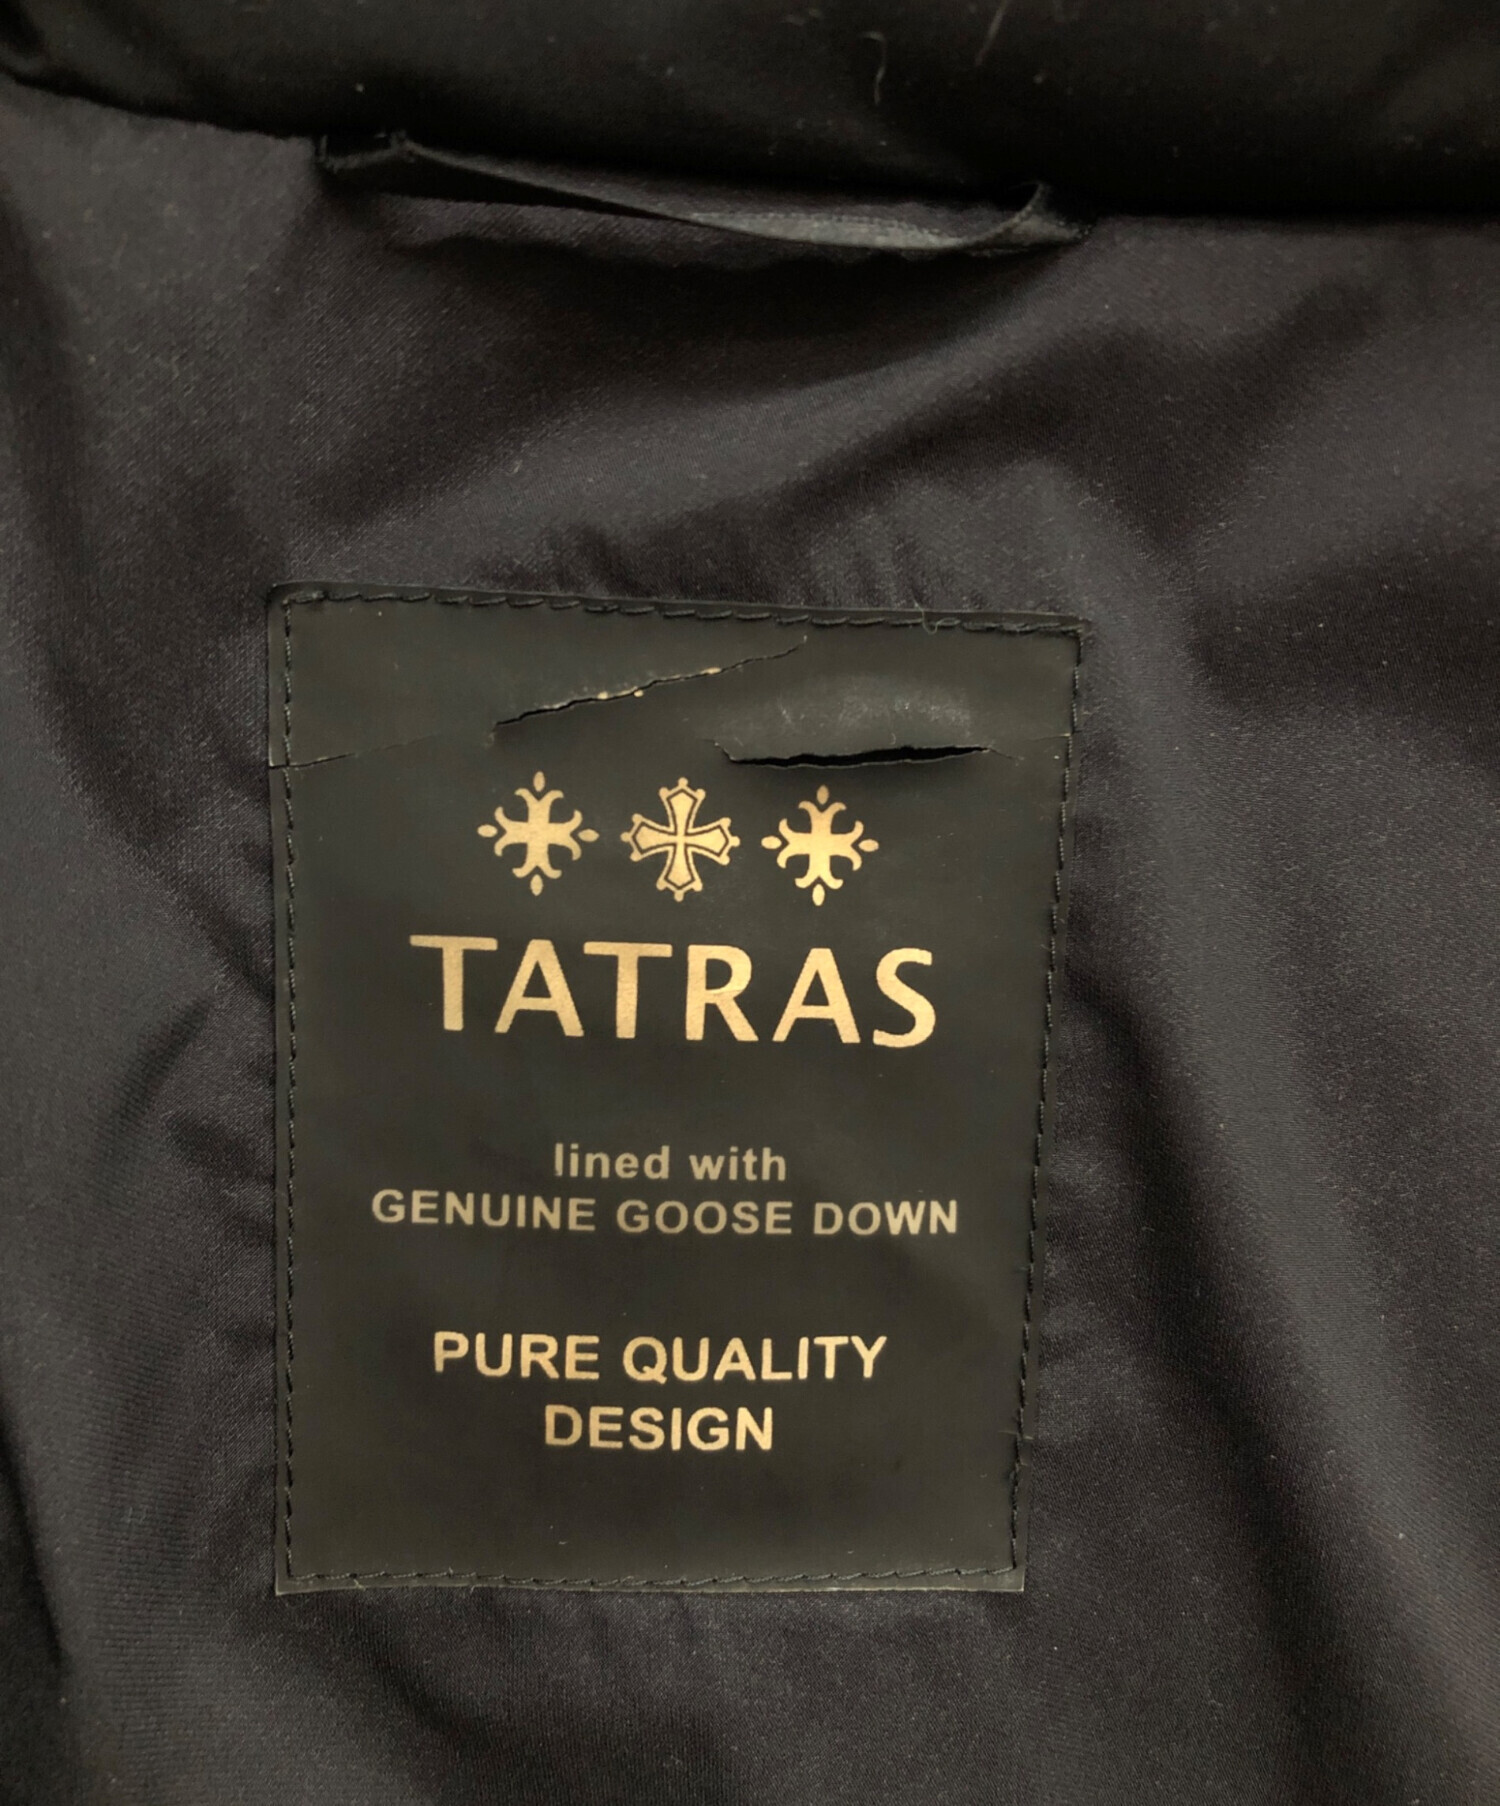 TATRAS
lined with
GENUINE GOOSE DOWN
PURE QUALITY
DESIGN